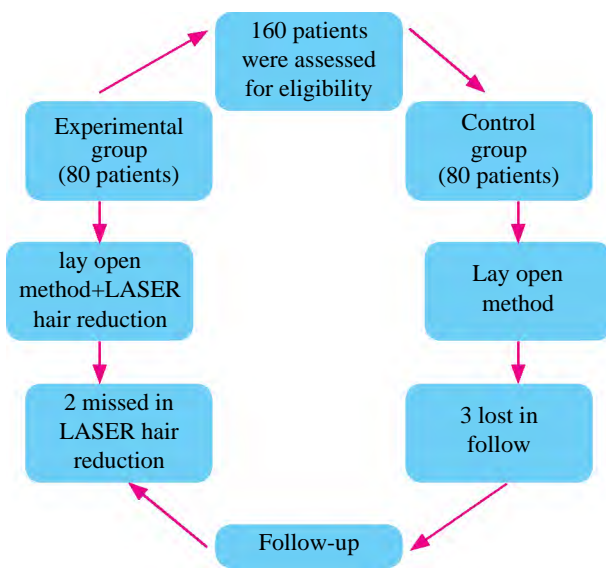 160 patients
were assessed
for eligibility
Experimental
group
(80 patients)
Control
group
(80 patients)
lay open
method+LASER
hair reduction
Lay open
method
2 missed in
LASER hair
reduction
3 lost in
follow
Follow-up